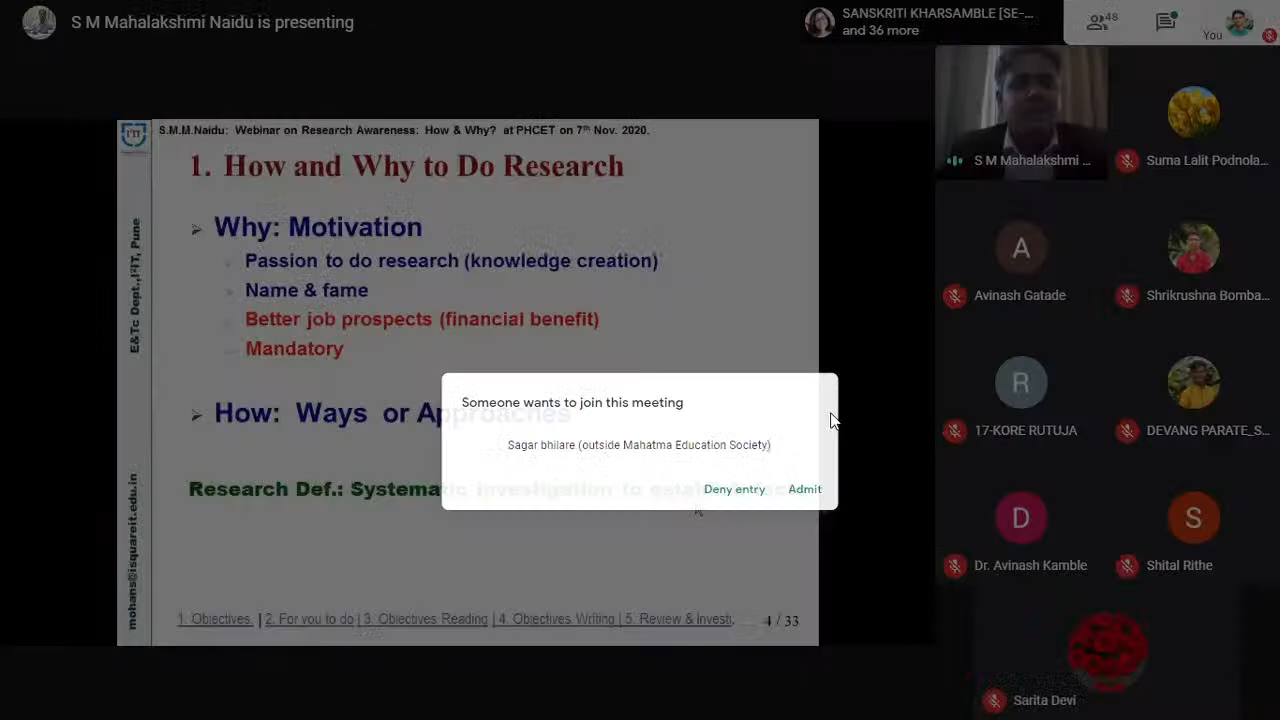 S M Mahalakshmi Naidu is presenting
SANSKRITI KHARSAMBLE [SE-...
and 36 more
48
You
S.M.M.Naidu: Webinar on Research Awareness: How & Why? at PHCET on 7th Nov. 2020.
1. How and Why to Do Research
Why: Motivation
Passion to do research (knowledge creation)
Name & fame
Better job prospects (financial benefit)
Mandatory
How: Ways or Approaches
Research Def.: Systematic investigation to
1. Objectives. | 2. For you to do | 3. Objectives Reading | 4. Objectives Writing | 5. Review & Investi.
4 / 33
E&Tc Dept.,I²IT, Pune
mohans@isquareit.edu.in
Someone wants to join this meeting
Sagar bhilare (outside Mahatma Education Society)
Deny entry Admit
S M Mahalakshmi ...
Suma Lalit Podnola...
A
Avinash Gatade
Shrikrushna Bomba...
R
17-KORE RUTUJA
DEVANG PARATE_S...
D
Dr. Avinash Kamble
S
Shital Rithe
Sarita Devi